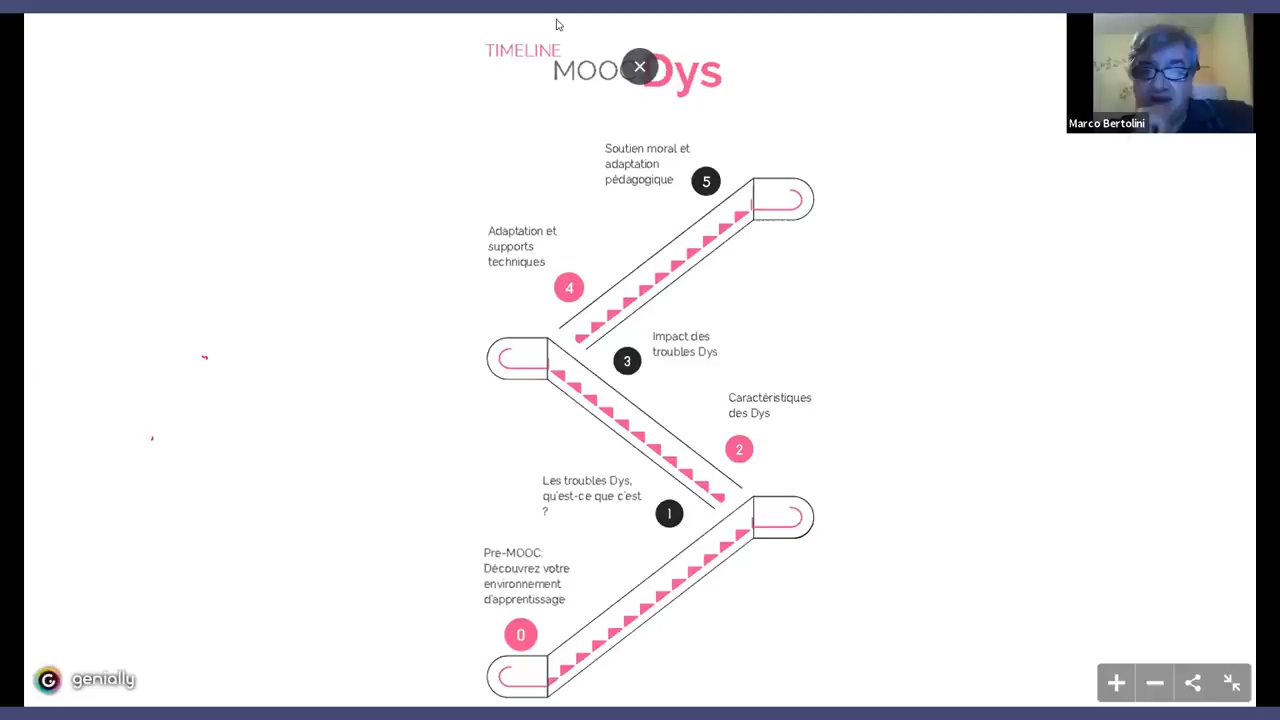 TIMELINE
MOOC Dys
Marco Bertolini
Soutien moral et
adaptation
pédagogique
5
Adaptation et
supports
techniques
4
Impact des
troubles Dys
3
Caractéristiques
des Dys
2
Les troubles Dys,
qu'est-ce que c'est
?
1
Pre-MOOC:
Découvrez votre
environnement
d'apprentissage
0
genially